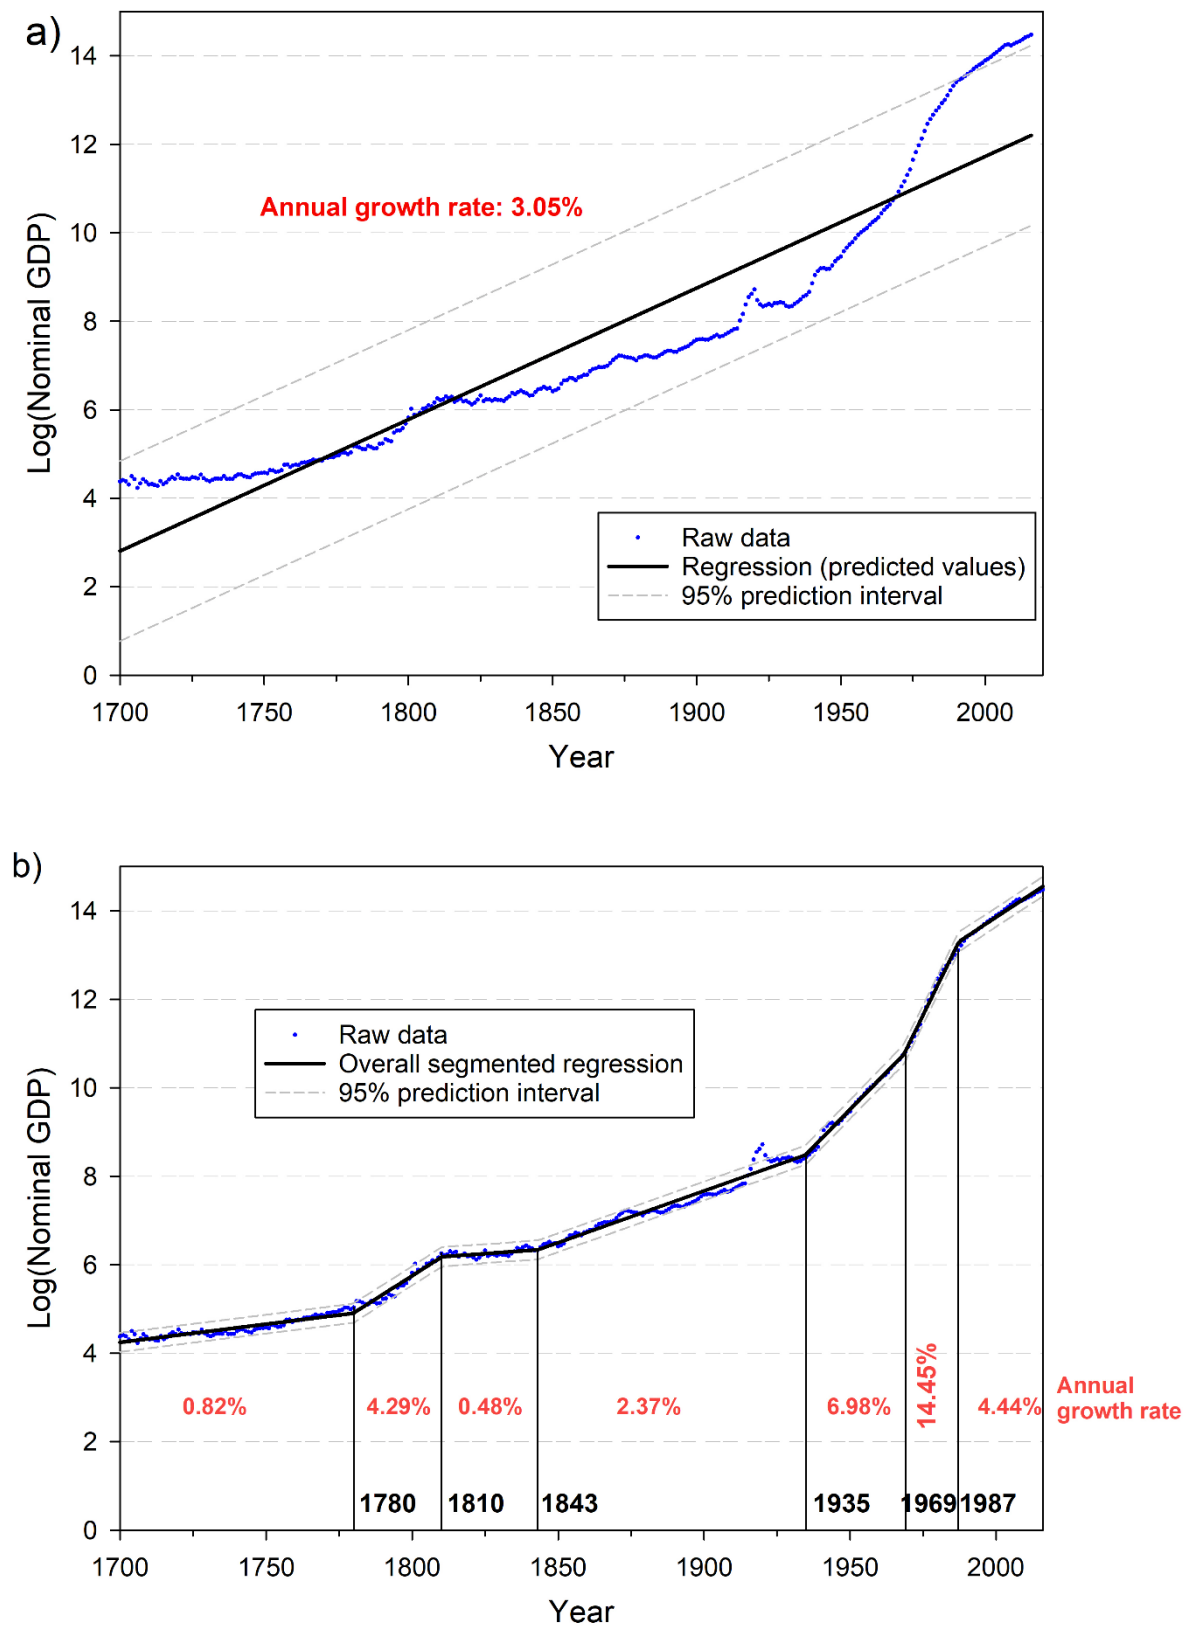 a)
14
12
10
8
6
4
2
0
Log(Nominal GDP)
Annual growth rate: 3.05%
Raw data
Regression (predicted values)
95% prediction interval
1700 1750 1800 1850 1900 1950 2000
Year
b)
14
12
10
8
6
4
2
0
Log(Nominal GDP)
Raw data
Overall segmented regression
95% prediction interval
0.82% 4.29% 0.48% 2.37% 6.98% 14.45% 4.44%
Annual
growth rate
1780 1810 1843 1935 1969 1987
1700 1750 1800 1850 1900 1950 2000
Year